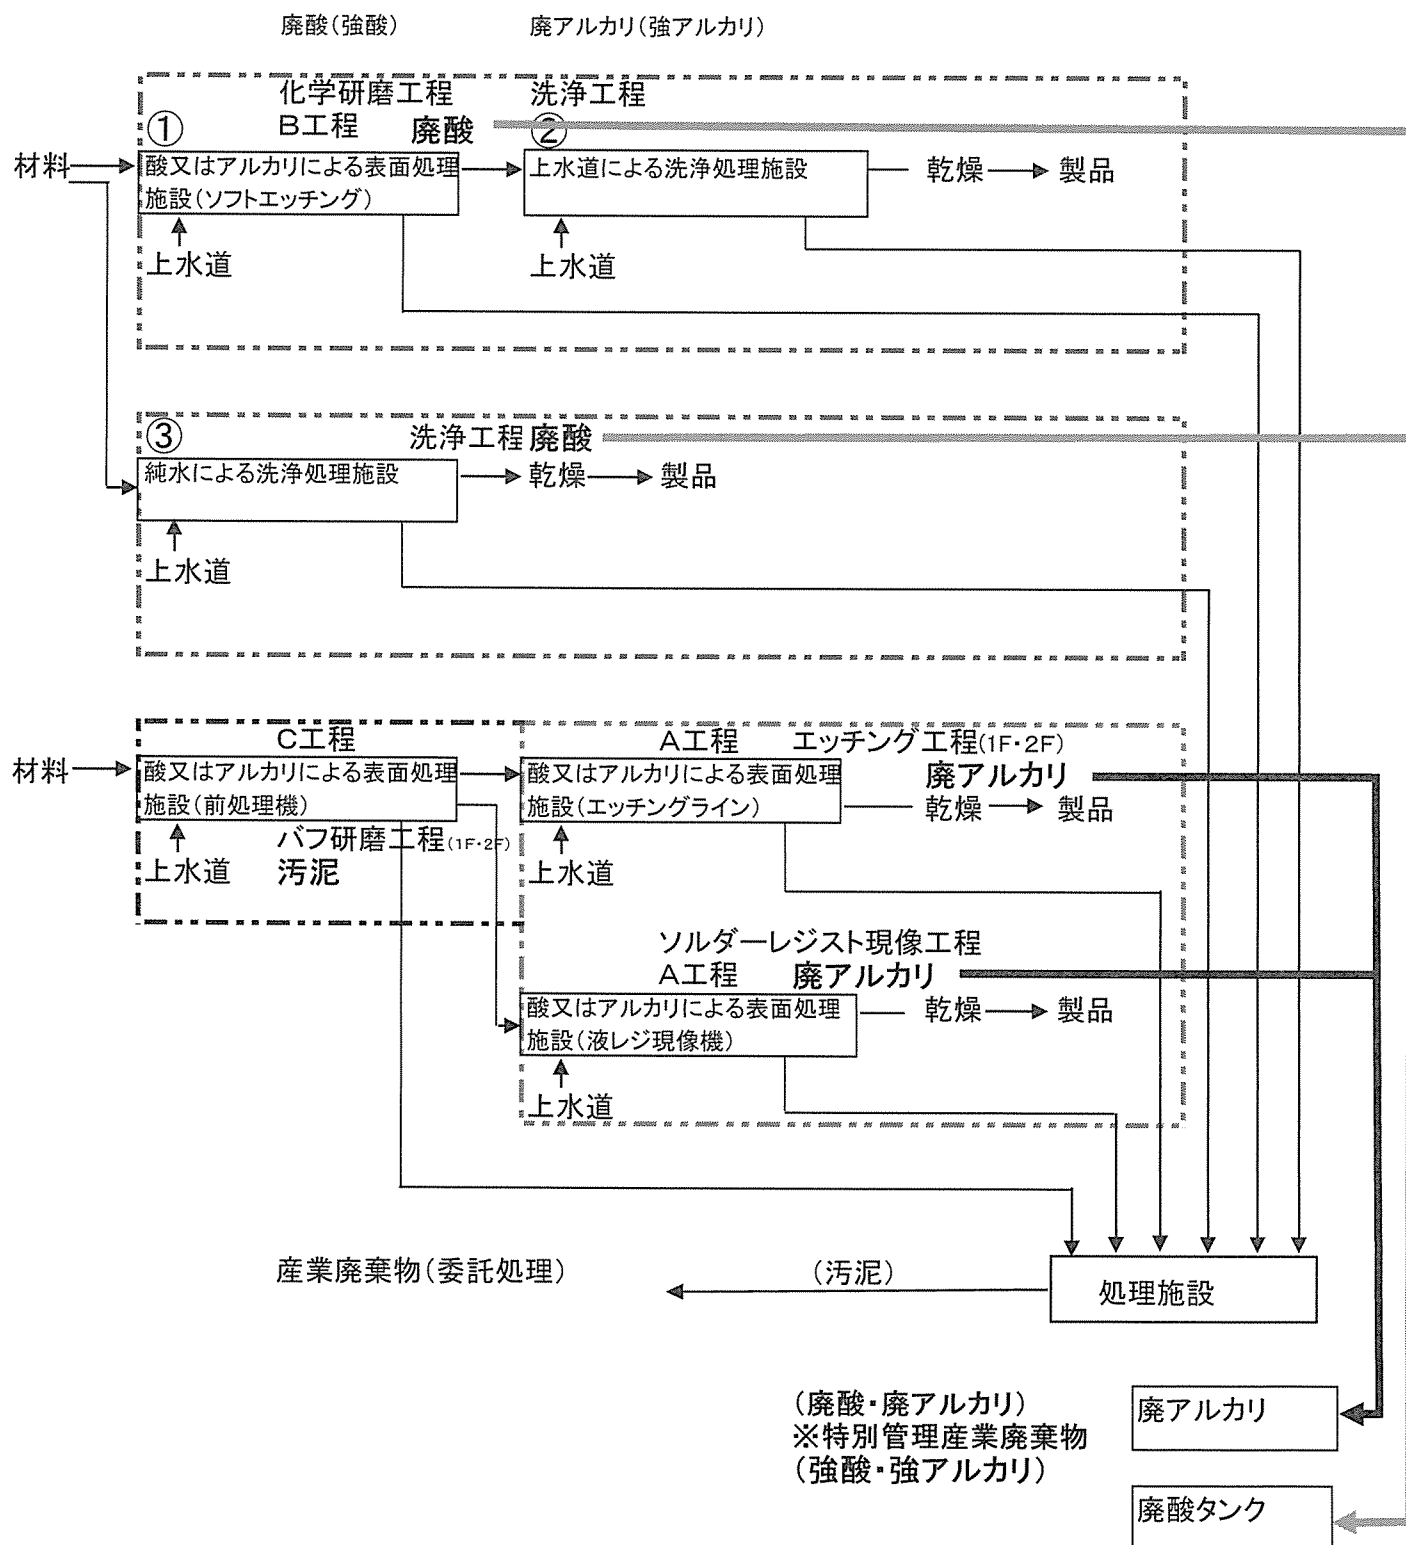 廃酸（強酸）
廃アルカリ（強アルカリ）
化学研磨工程
洗浄工程
①
B工程
廃酸
②
材料
酸又はアルカリによる表面処理
施設（ソフトエッチング）
上水道による洗浄処理施設
乾燥
製品
上水道
上水道
③
洗浄工程 廃酸
純水による洗浄処理施設
乾燥
製品
上水道
C工程
材料
酸又はアルカリによる表面処理
施設（前処理機）
バフ研磨工程（1F・2F）
上水道
汚泥
A工程
エッチング工程（1F・2F）
酸又はアルカリによる表面処理
施設（エッチングライン）
廃アルカリ
乾燥
製品
上水道
ソルダーレジスト現像工程
A工程
廃アルカリ
酸又はアルカリによる表面処理
施設（液レジ現像機）
乾燥
製品
上水道
産業廃棄物（委託処理）
（汚泥）
処理施設
（廃酸・廃アルカリ）
※特別管理産業廃棄物
（強酸・強アルカリ）
廃アルカリ
廃酸タンク